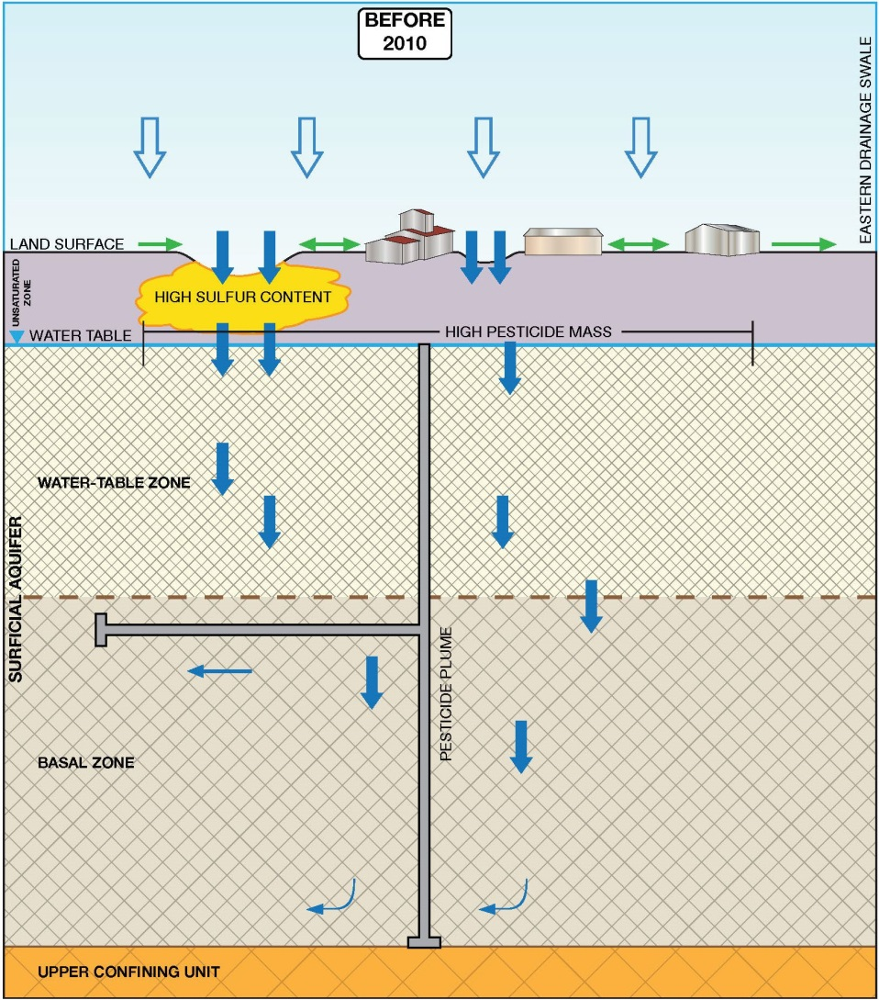 BEFORE
2010
EASTERN DRAINAGE SWALE
LAND SURFACE
UNSATURATED
ZONE
HIGH SULFUR CONTENT
WATER TABLE
HIGH PESTICIDE MASS
WATER-TABLE ZONE
SURFICIAL AQUIFER
PESTICIDE PLUME
BASAL ZONE
UPPER CONFINING UNIT